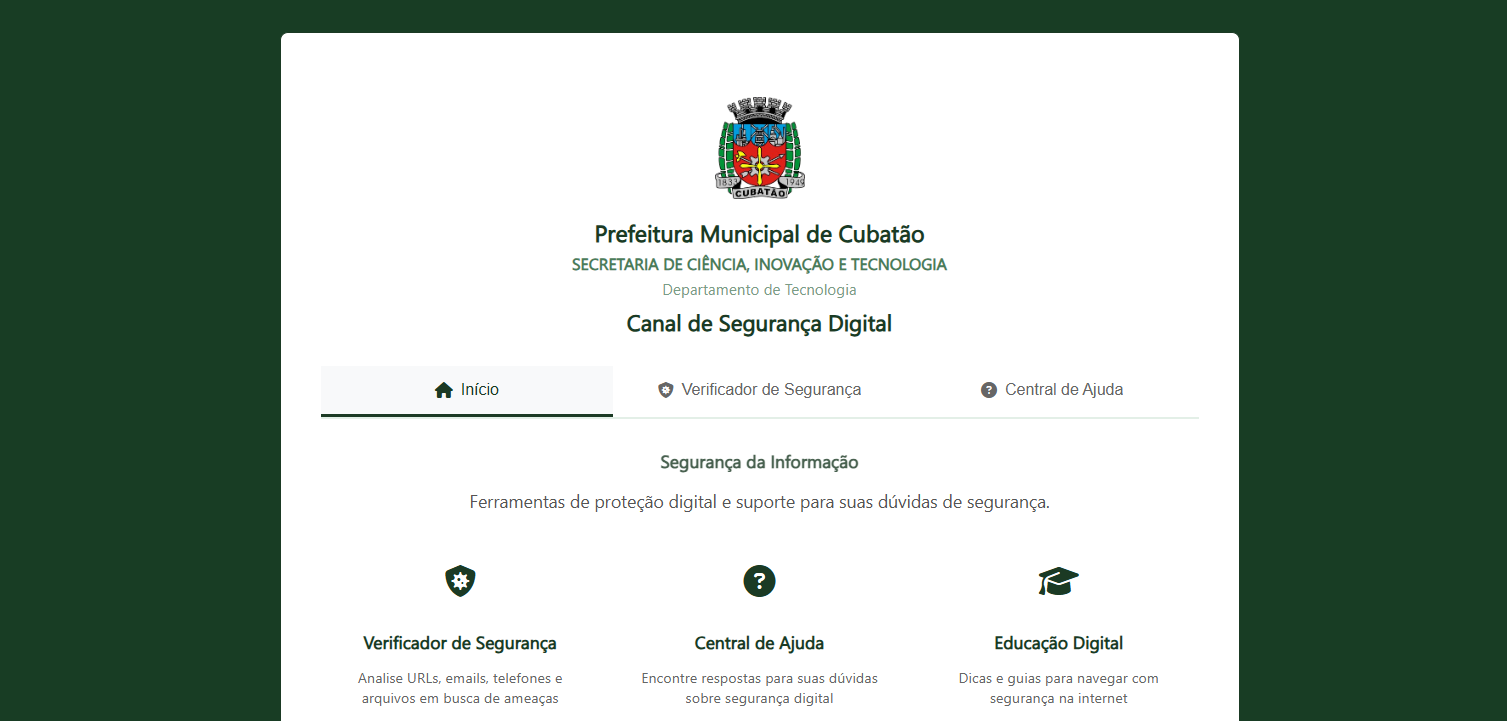 1833
1949
CUBATÃO
Prefeitura Municipal de Cubatão
SECRETARIA DE CIÊNCIA, INOVAÇÃO E TECNOLOGIA
Departamento de Tecnologia
Canal de Segurança Digital
Início
Verificador de Segurança
Central de Ajuda
Segurança da Informação
Ferramentas de proteção digital e suporte para suas dúvidas de segurança.
Verificador de Segurança
Analise URLs, emails, telefones e
arquivos em busca de ameaças
Central de Ajuda
Encontre respostas para suas dúvidas
sobre segurança digital
Educação Digital
Dicas e guias para navegar com
segurança na internet